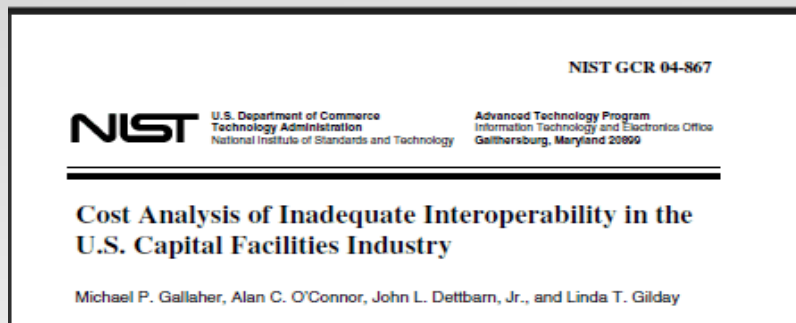 NIST GCR 04-867
NIST
U.S. Department of Commerce
Technology Administration
National Institute of Standards and Technology
Advanced Technology Program
Information Technology and Electronics Office
Gaithersburg, Maryland 20899
Cost Analysis of Inadequate Interoperability in the
U.S. Capital Facilities Industry
Michael P. Gallaher, Alan C. O'Connor, John L. Dettbarn, Jr., and Linda T. Gilday